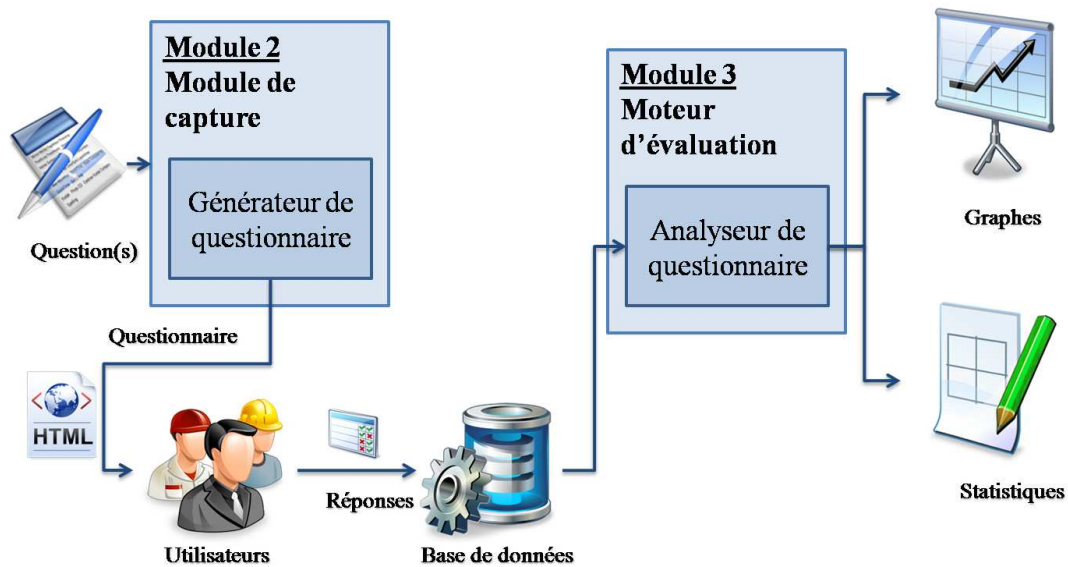 Module 2
Module de
capture
Générateur de
questionnaire
Question(s)
Questionnaire
HTML
Utilisateurs
Réponses
Base de données
Module 3
Moteur
d'évaluation
Analyseur de
questionnaire
Graphes
Statistiques